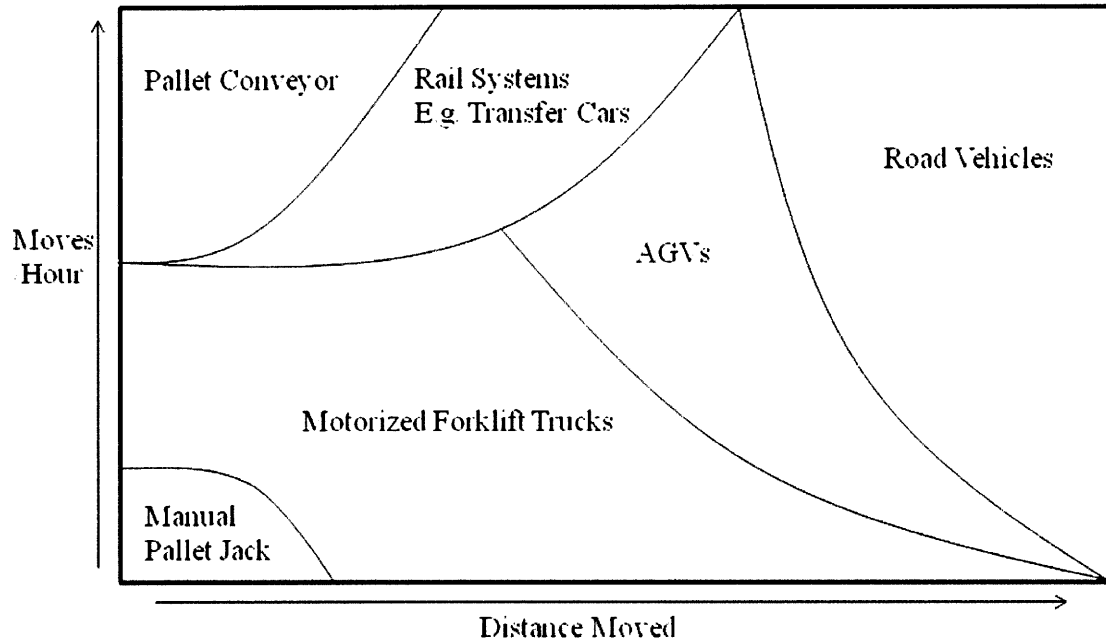 Pallet Conveyor
Rail Systems
E.g. Transfer Cars
Road Vehicles
Moves
Hour
AGVs
Motorized Forklift Trucks
Manual
Pallet Jack
Distance Moved